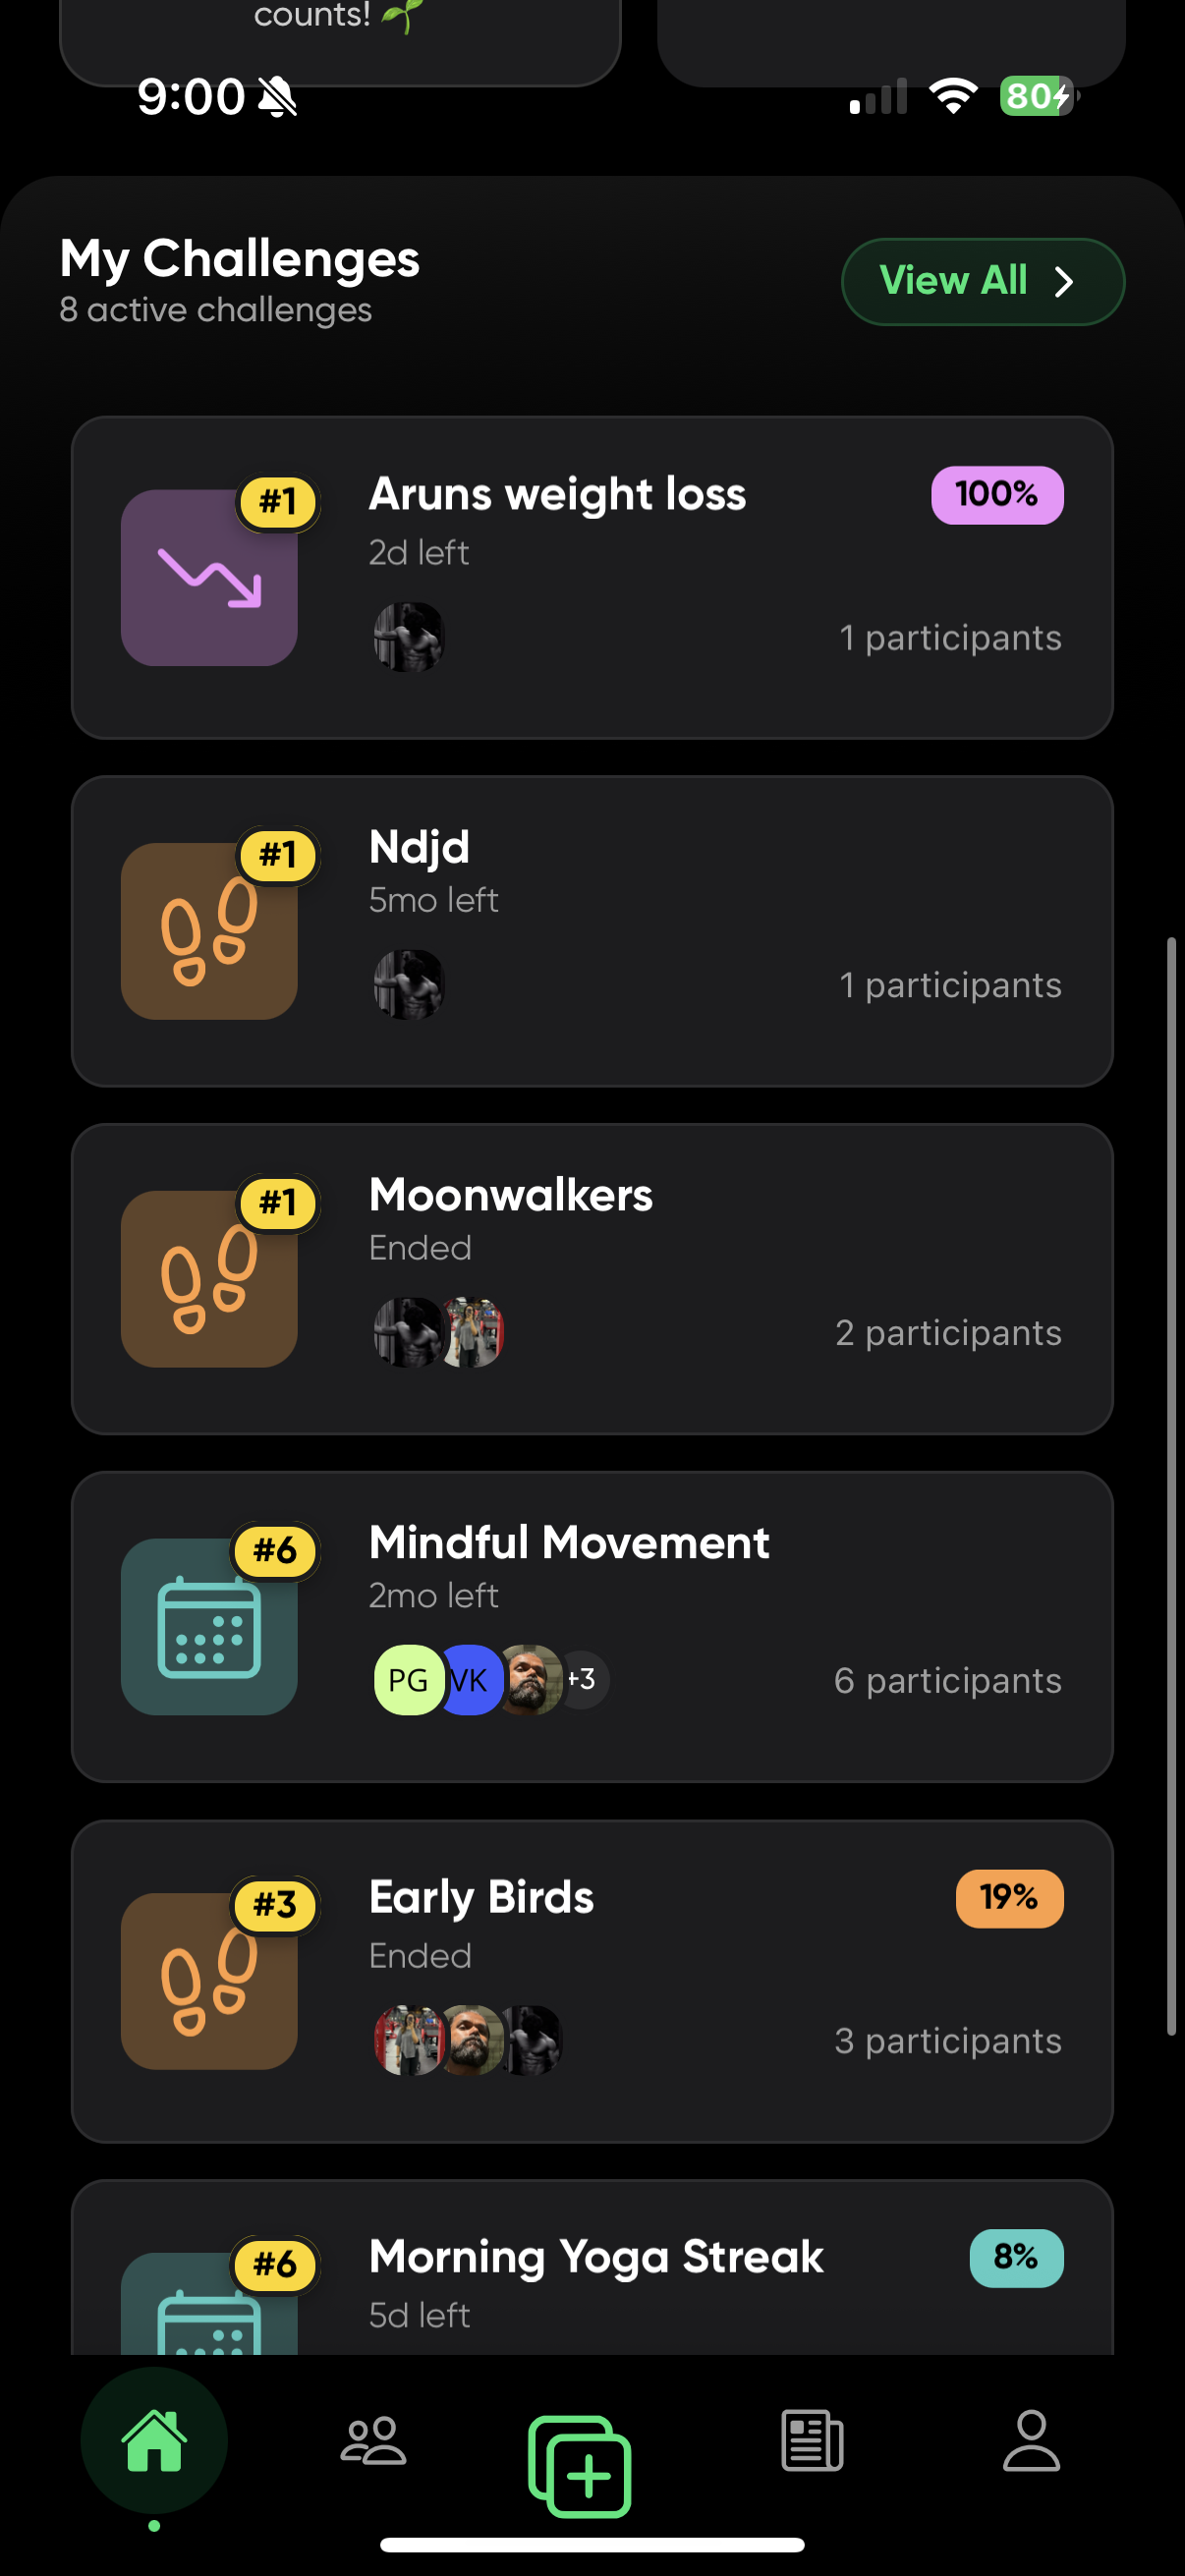 counts! 🌱
9:00
80
My Challenges
View All
8 active challenges
#1
Aruns weight loss
100%
2d left
1 participants
#1
Ndjd
5mo left
1 participants
#1
Moonwalkers
Ended
2 participants
#6
Mindful Movement
2mo left
PG
VK
+3
6 participants
#3
Early Birds
19%
Ended
3 participants
#6
Morning Yoga Streak
8%
5d left